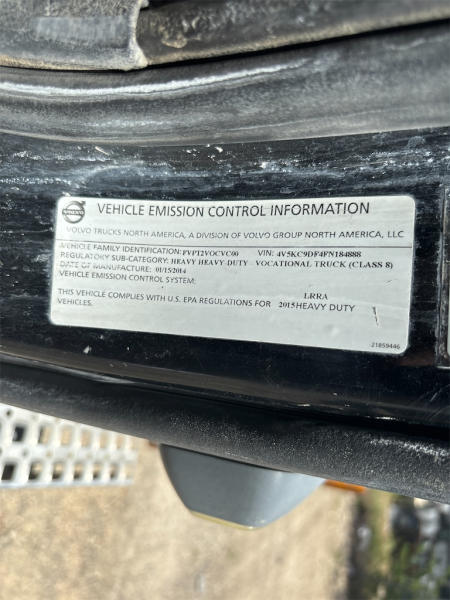 VOLVO
VEHICLE EMISSION CONTROL INFORMATION
VOLVO TRUCKS NORTH AMERICA, A DIVISION OF VOLVO GROUP NORTH AMERICA, LLC
VEHICLE FAMILY IDENTIFICATION: FVPT2VOCVC00 VIN: 4V5KC9DF4FN184888
REGULATORY SUB-CATEGORY: HEAVY HEAVY DUTY VOCATIONAL TRUCK (CLASS 8)
DATE OF MANUFACTURE: 01/15/2014
VEHICLE EMISSION CONTROL SYSTEM:
LRRA
THIS VEHICLE COMPLIES WITH U.S. EPA REGULATIONS FOR 2015 HEAVY DUTY
VEHICLES.
21859446